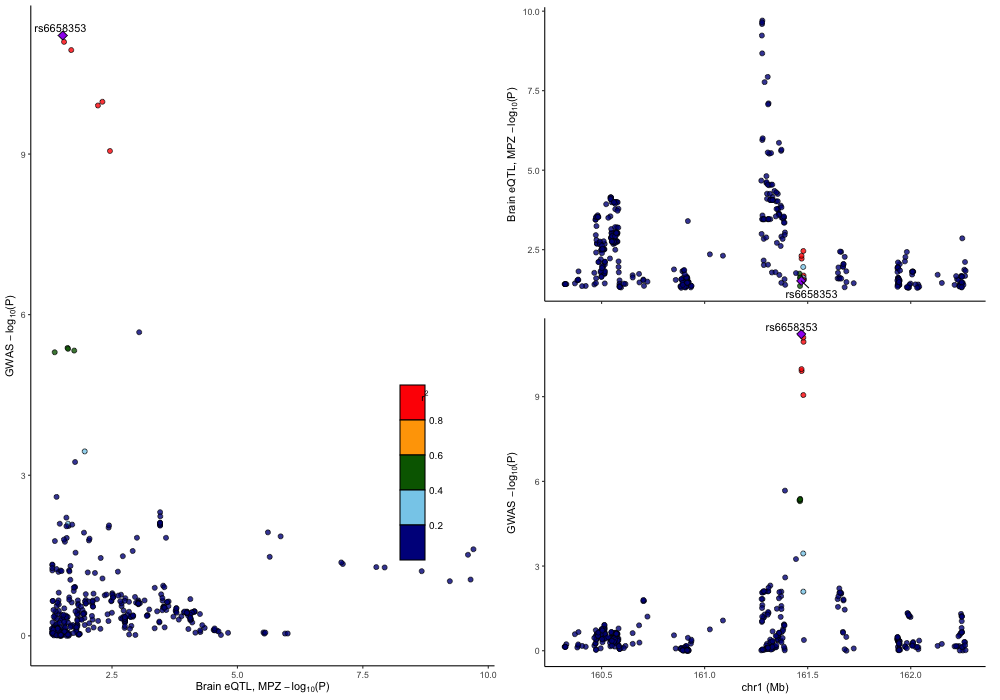 rs6658353
9
6
3
0
GWAS −log10(P)
2.5 5.0 7.5 10.0
Brain eQTL, MPZ −log10(P)
r2
0.8
0.6
0.4
0.2
10.0
7.5
5.0
2.5
Brain eQTL, MPZ −log10(P)
rs6658353
rs6658353
9
6
3
0
GWAS −log10(P)
160.5 161.0 161.5 162.0
chr1 (Mb)